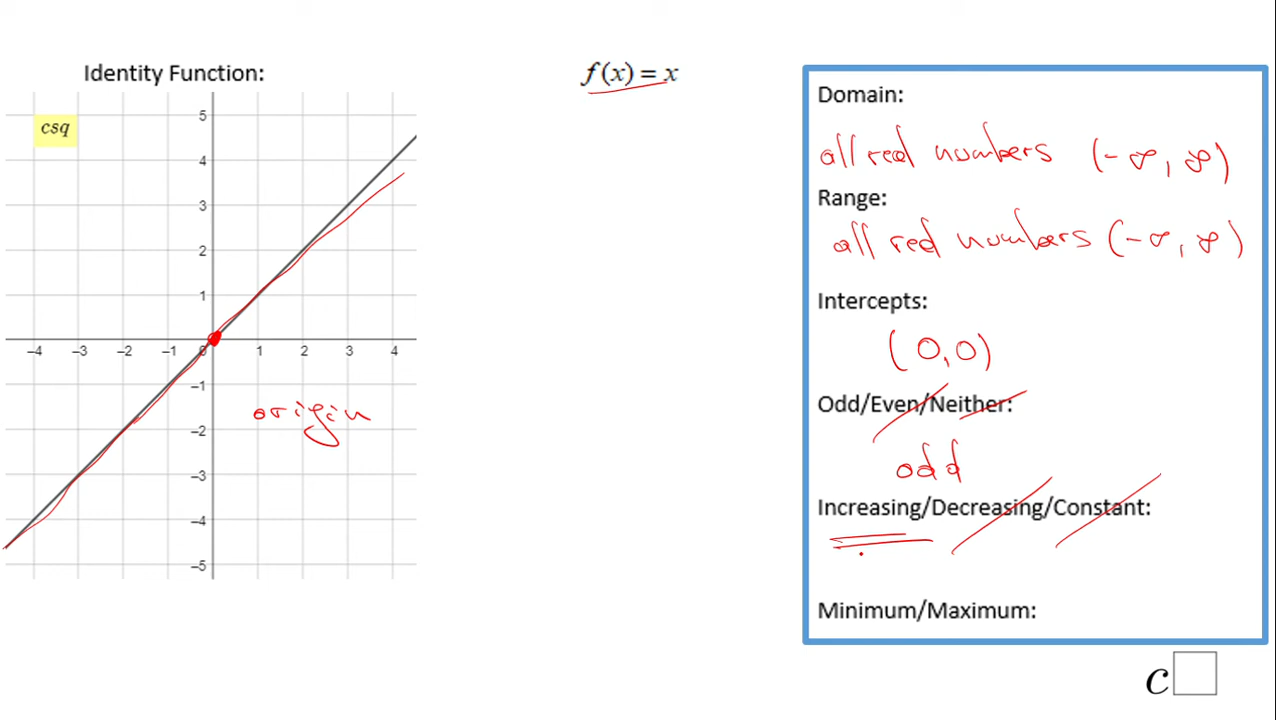 Identity Function:
f(x) = x
csq
5
4
3
2
1
–4 –3 –2 –1 0 1 2 3 4
–1
–2
–3
–4
–5
origin
Domain:
all real numbers (-∞, ∞)
Range:
all real numbers (-∞, ∞)
Intercepts:
(0,0)
Odd/Even/Neither:
odd
Increasing/Decreasing/Constant:
Minimum/Maximum:
c